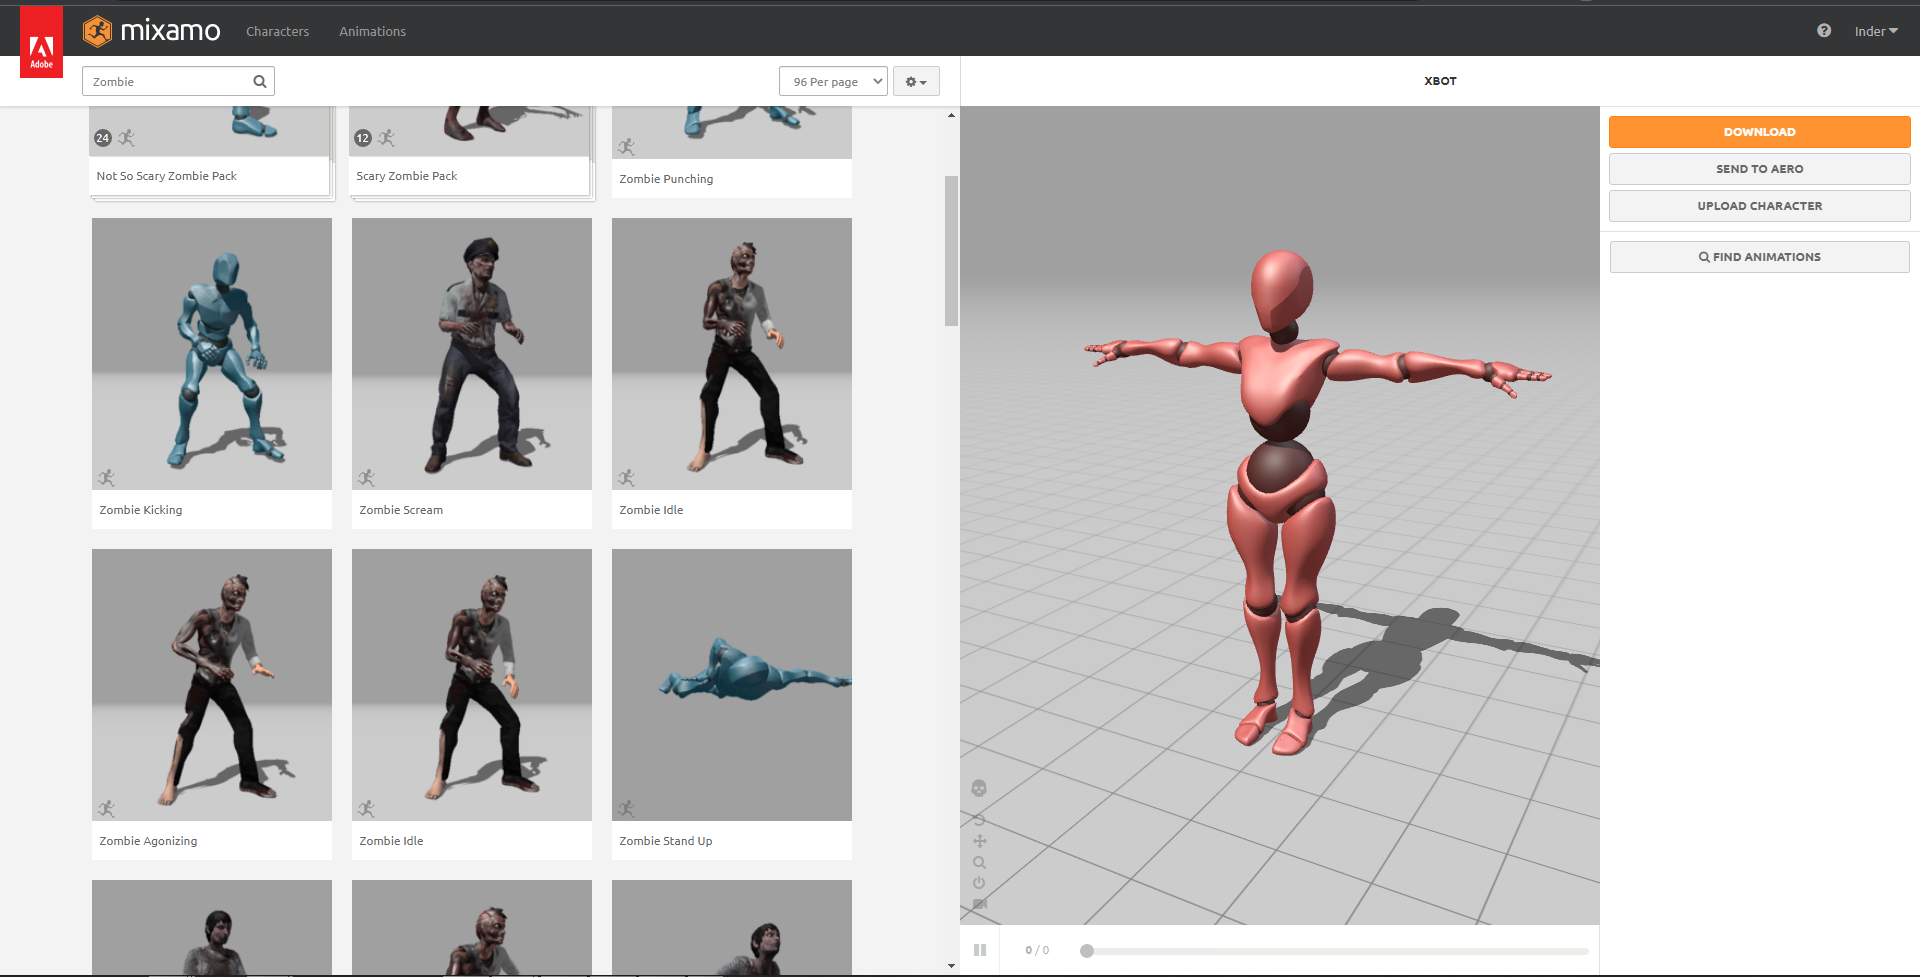 Adobe
mixamo
Characters
Animations
Inder
Zombie
96 Per page
XBOT
24
12
Not So Scary Zombie Pack
Scary Zombie Pack
Zombie Punching
Zombie Kicking
Zombie Scream
Zombie Idle
Zombie Agonizing
Zombie Idle
Zombie Stand Up
DOWNLOAD
SEND TO AERO
UPLOAD CHARACTER
FIND ANIMATIONS
0 / 0